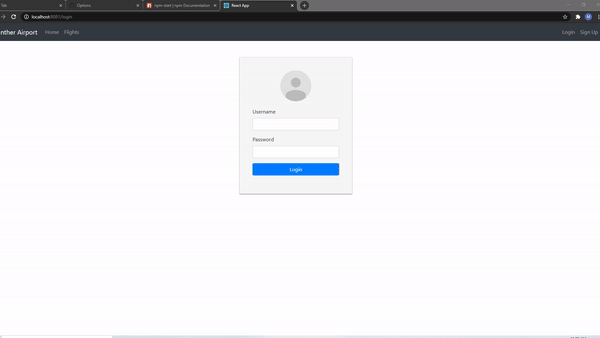 Tab
Options
npm-start | npm Documentation
React App
localhost:8081/login
nther Airport
Home
Flights
Login
Sign Up
Username
Password
Login